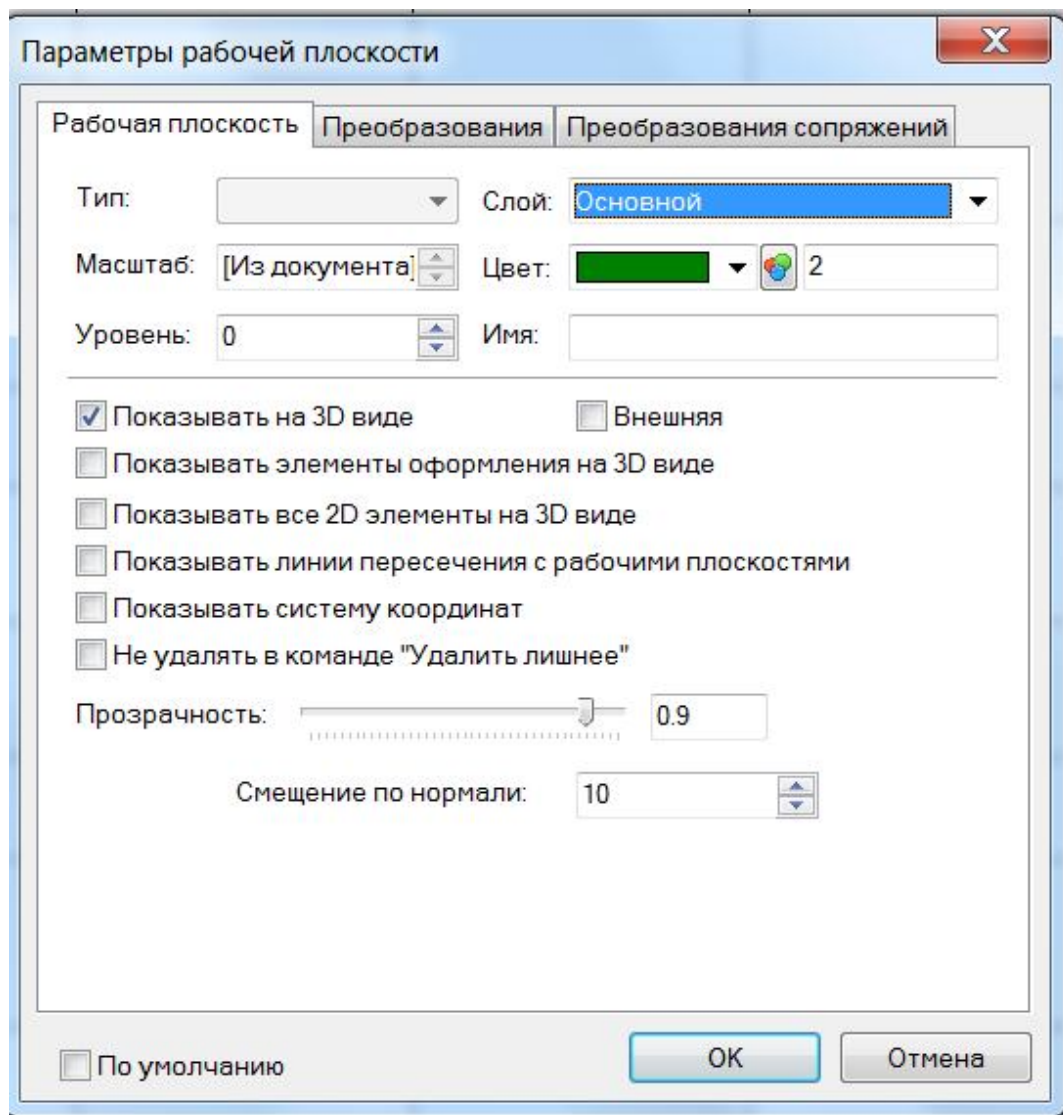 Параметры рабочей плоскости
Рабочая плоскость Преобразования Преобразования сопряжений
Тип: Слой: Основной
Масштаб: [Из документа] Цвет: 2
Уровень: 0 Имя:
Показывать на 3D виде Внешняя
Показывать элементы оформления на 3D виде
Показывать все 2D элементы на 3D виде
Показывать линии пересечения с рабочими плоскостями
Показывать систему координат
Не удалять в команде "Удалить лишнее"
Прозрачность: 0.9
Смещение по нормали: 10
По умолчанию OK Отмена